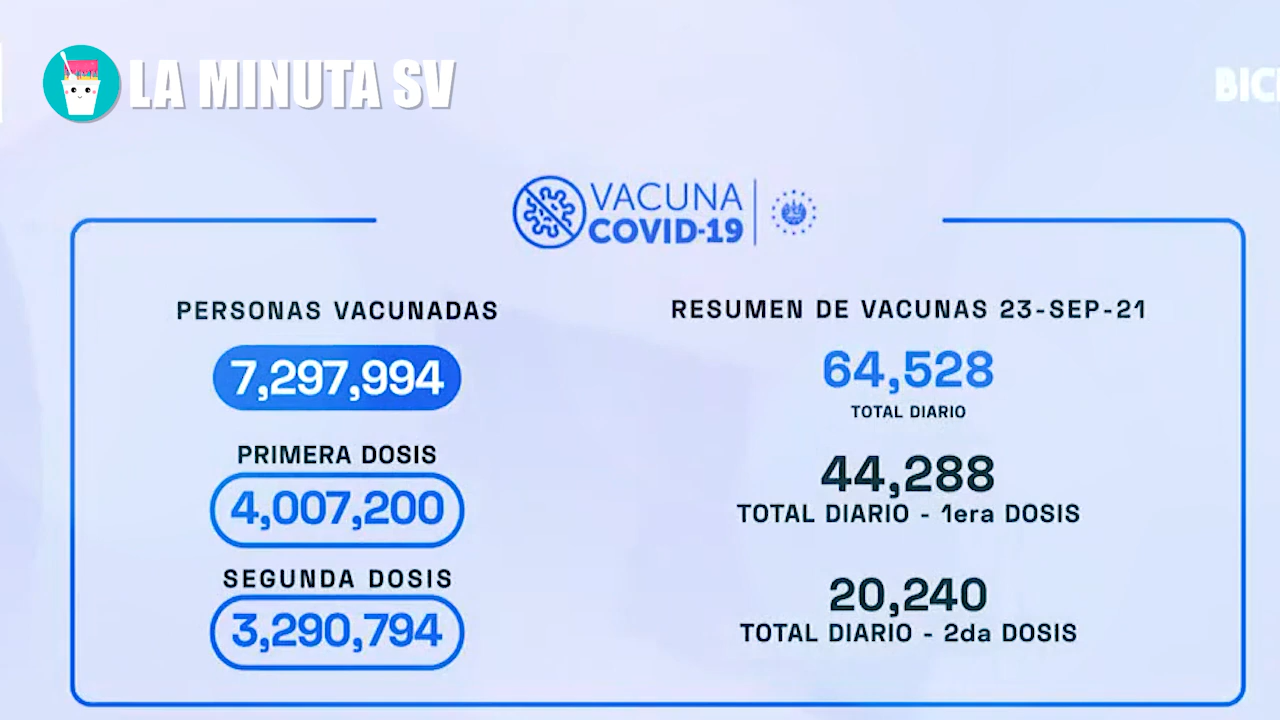 LA MINUTA SV
VACUNA
COVID-19
PERSONAS VACUNADAS
7,297,994
PRIMERA DOSIS
4,007,200
SEGUNDA DOSIS
3,290,794
RESUMEN DE VACUNAS 23-SEP-21
64,528
TOTAL DIARIO
44,288
TOTAL DIARIO - 1era DOSIS
20,240
TOTAL DIARIO - 2da DOSIS